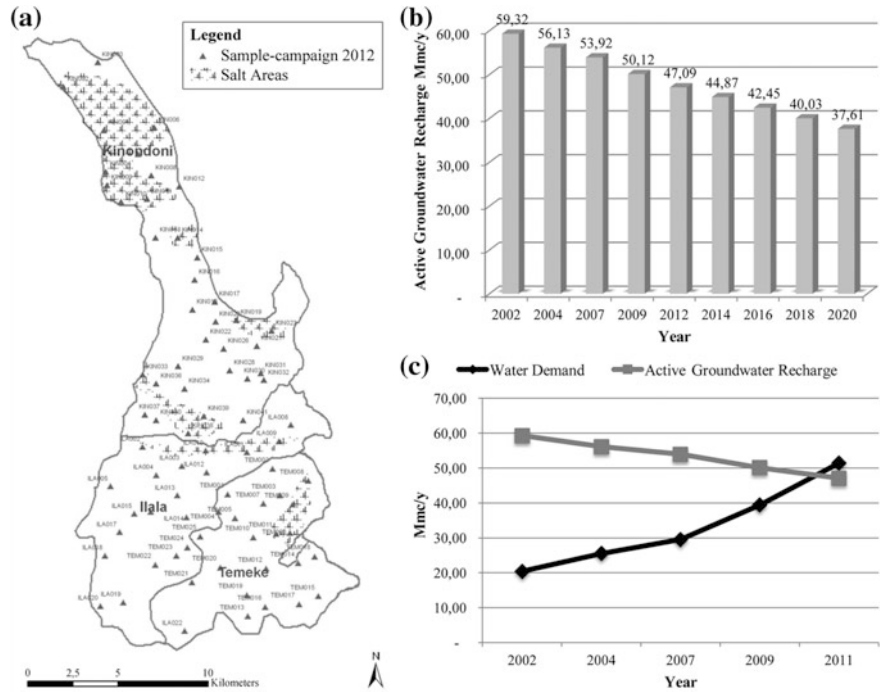 (a)
Legend
Sample-campaign 2012
Salt Areas
KIN006
Kinondoni
KIN008
KIN012
KIN015
KIN016
KIN017
KIN019
KIN022
KIN026
KIN033
KIN029
KIN028
KIN031
KIN032
KIN036
KIN034
KIN037
KIN039
KIN041
ILA008
ILA009
ILA003
ILA004
ILA012
ILA005
ILA013
TEM008
TEM003
TEM007
ILA015
Ilala
ILA014
TEM004
TEM005
TEM010
ILA017
TEM025
TEM024
TEM023
TEM022
TEM020
TEM012
TEM021
Temeke
TEM019
TEM015
TEM016
TEM017
TEM013
ILA020
ILA019
ILA022
N
0 2,5 5 10
Kilometers
(b)
Active Groundwater Recharge Mmc/y
60,00
50,00
40,00
30,00
20,00
10,00
-
59,32
56,13
53,92
50,12
47,09
44,87
42,45
40,03
37,61
2002 2004 2007 2009 2012 2014 2016 2018 2020
Year
(c)
Water Demand Active Groundwater Recharge
Mmc/y
70,00
60,00
50,00
40,00
30,00
20,00
10,00
-
2002 2004 2007 2009 2011
Year